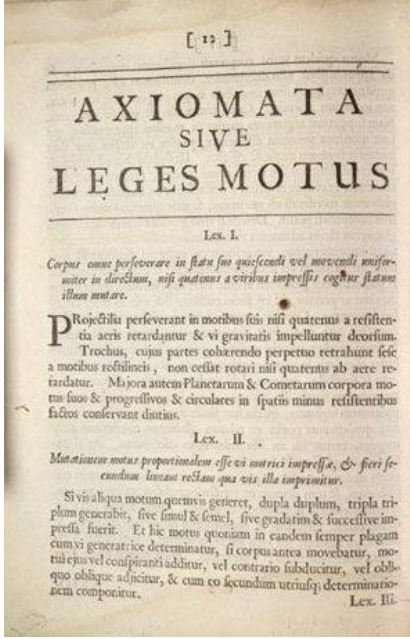 [ 12 ]
AXIOMATA
SIVE
LEGES MOTUS
Lex. I.
Corpus omne perſeverare in ſtatu ſuo quieſcendi vel movendi unifor-
miter in directum, niſi quatenus a viribus impreſſis cogitur ſtatum
illum mutare.
PRojectilia perſeverant in motibus ſuis niſi quatenus a reſiſten-
tia aeris retardantur & vi gravitatis impelluntur deorſum.
Trochus, cujus partes cohærendo perpetuo retrahunt ſeſe
a motibus rectilineis, non ceſſat rotari niſi quatenus ab aere re-
tardatur. Majora autem Planetarum & Cometarum corpora mo-
tus ſuos & progreſſivos & circulares in ſpatiis minus reſiſtentibus
factos conſervant diutius.
Lex. II.
Mutationem motus proportionalem eſſe vi motrici impreſſæ, & fieri ſe-
cundum lineam rectam qua vis illa imprimitur.
Si vis aliqua motum quemvis generet, dupla duplum, tripla tri-
plum generabit, ſive ſimul & ſemel, ſive gradatim & ſucceſſive im-
preſſa fuerit. Et hic motus quoniam in eandem ſemper plagam
cum vi generatrice determinatur, ſi corpus antea movebatur, mo-
tui ejus vel conſpiranti additur, vel contrario ſubducitur, vel obli-
quo oblique adjicitur, & cum eo ſecundum utriuſq; determinatio-
nem componitur.
Lex. III.